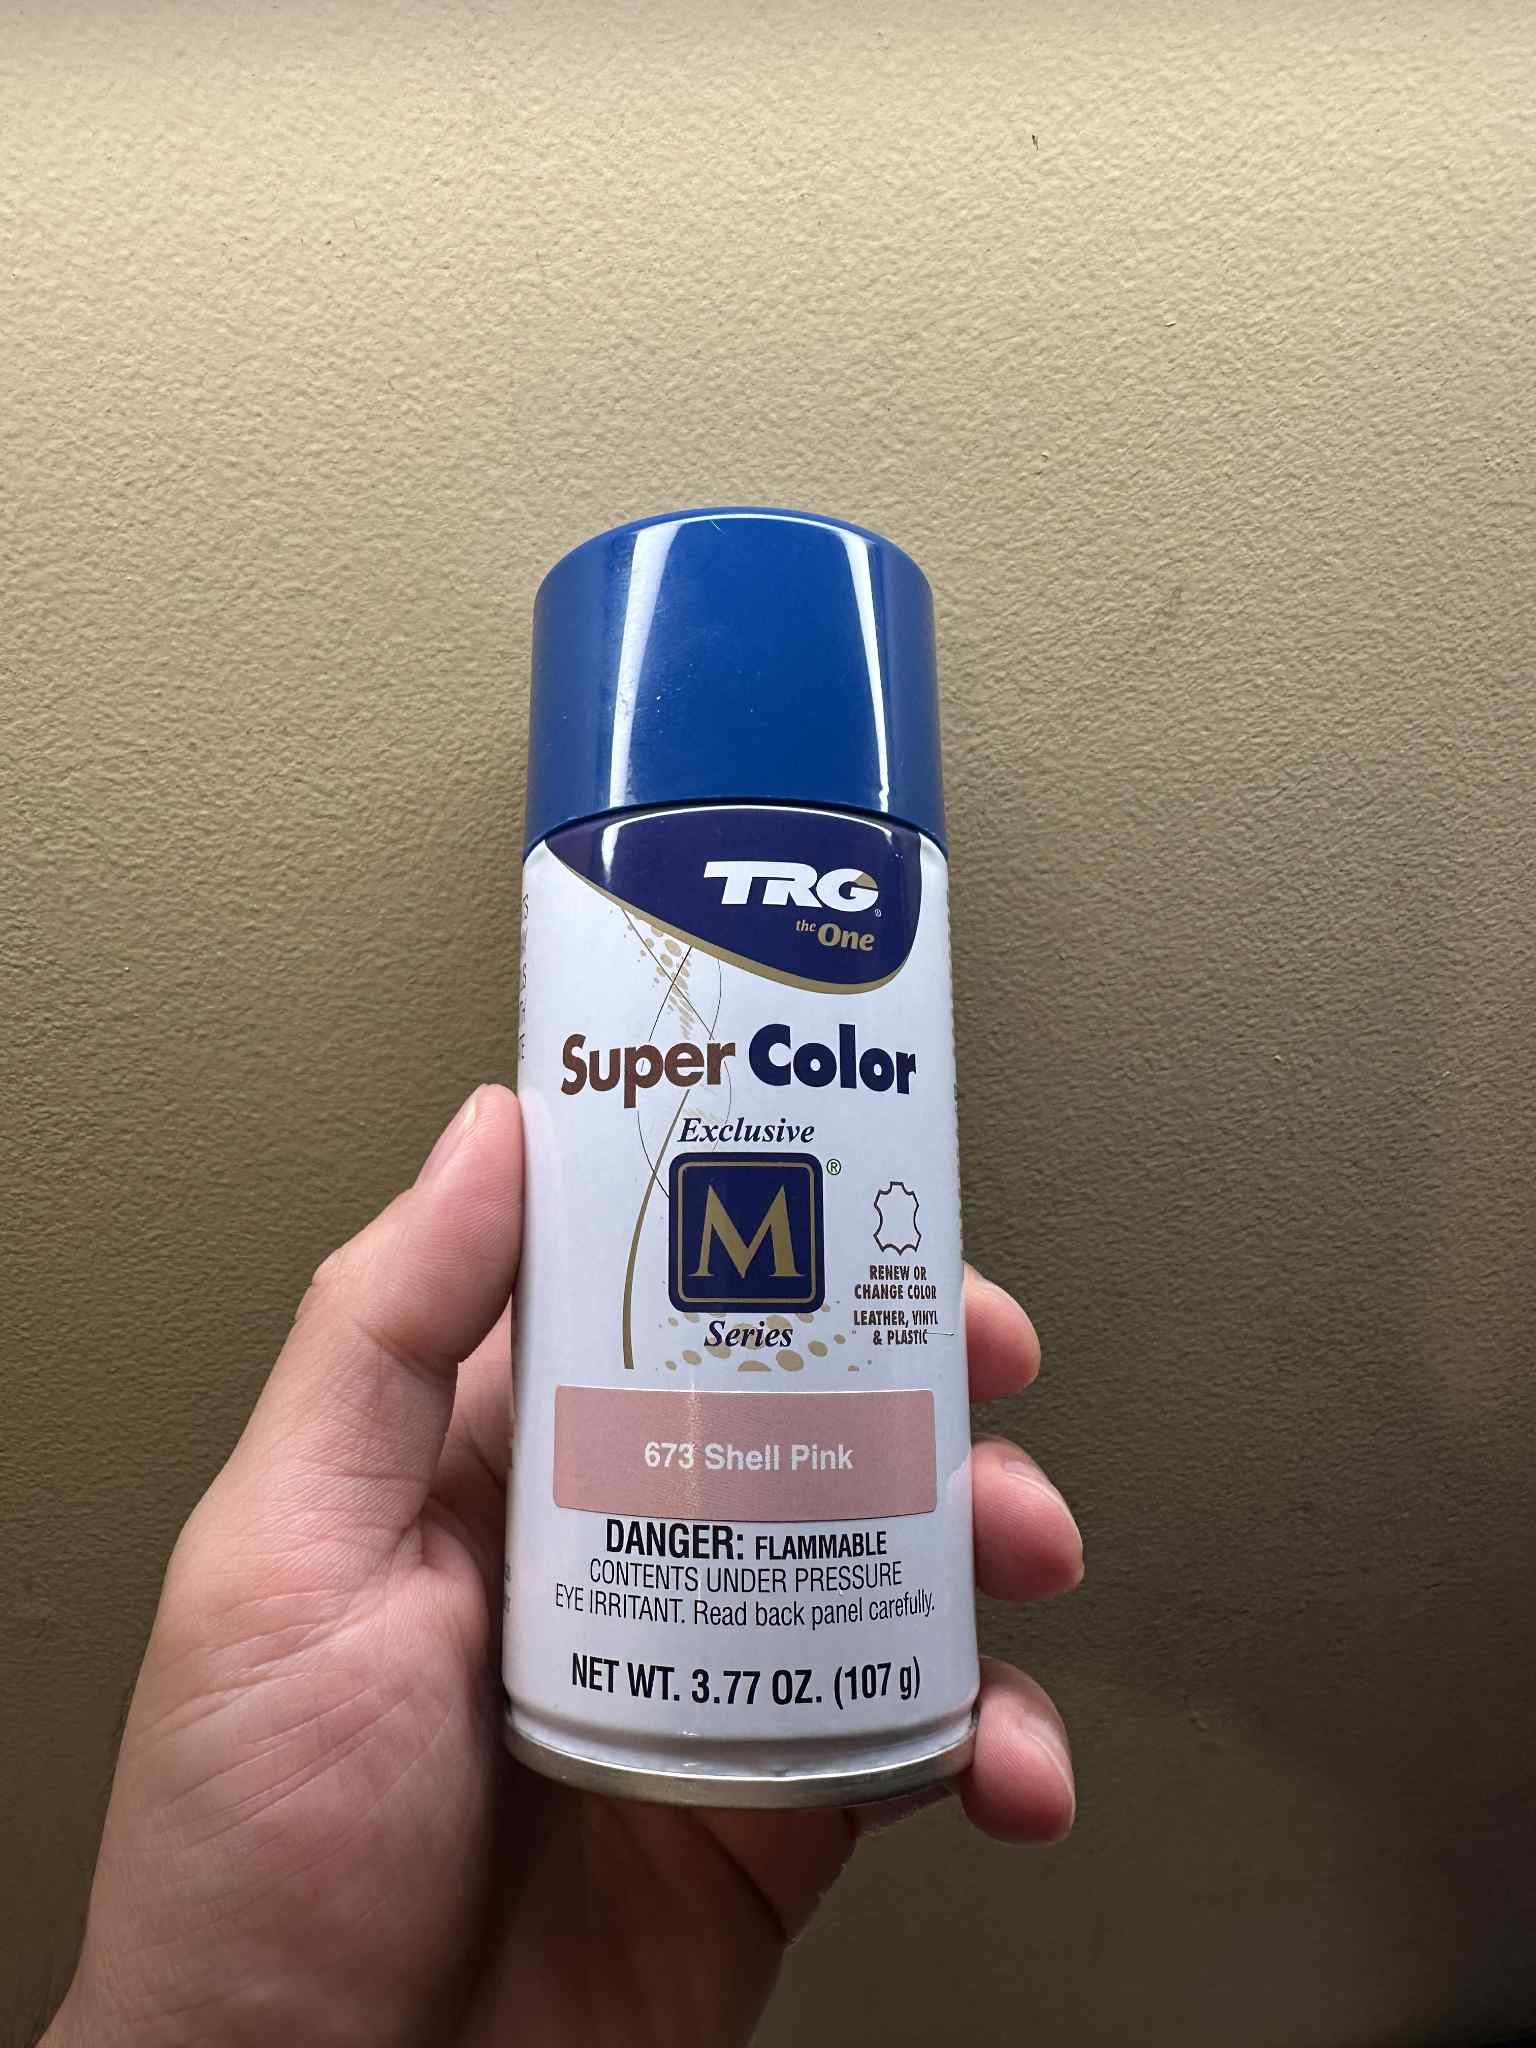 TRG®
the One
Super Color
Exclusive
M®
Series
RENEW OR
CHANGE COLOR
LEATHER, VINYL
& PLASTIC
673 Shell Pink
DANGER: FLAMMABLE
CONTENTS UNDER PRESSURE
EYE IRRITANT. Read back panel carefully.
NET WT. 3.77 OZ. (107 g)